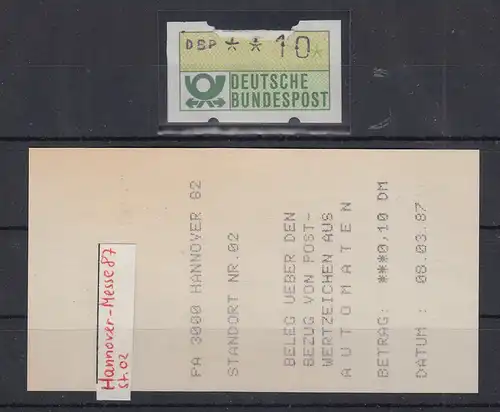 DBP ** 10*
DEUTSCHE
BUNDESPOST
Hannover-Messe 87
St. 02
PA 3000 HANNOVER 82
STANDORT NR.02
BELEG UEBER DEN
BEZUG VON POST-
WERTZEICHEN AUS
A U T O M A T E N
BETRAG: ***0,10 DM
DATUM : 08.03.87